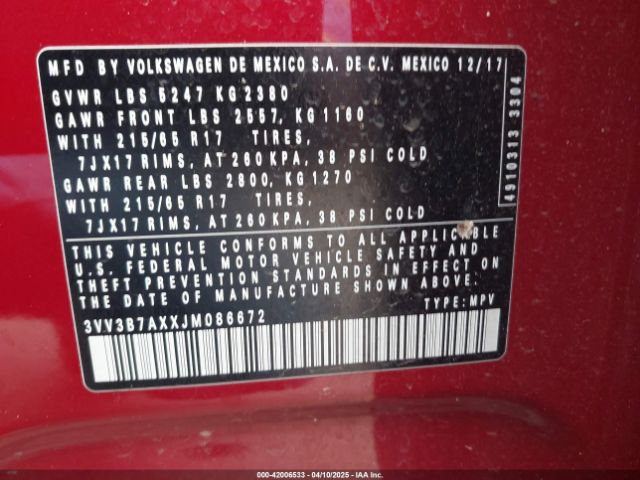 MFD BY VOLKSWAGEN DE MEXICO S.A. DE C.V. MEXICO 12/17
GVWR LBS 5247 KG 2380
GAWR FRONT LBS 2557, KG 1160
WITH 215/65 R17 TIRES,
7JX17 RIMS, AT 260 KPA, 38 PSI COLD
GAWR REAR LBS 2800, KG 1270
WITH 215/65 R17 TIRES,
7JX17 RIMS, AT 260 KPA, 38 PSI COLD
THIS VEHICLE CONFORMS TO ALL APPLICABLE
U.S. FEDERAL MOTOR VEHICLE SAFETY AND
THEFT PREVENTION STANDARDS IN EFFECT ON
THE DATE OF MANUFACTURE SHOWN ABOVE.
3VV3B7AXXJM086672 TYPE: MPV
4910313 3304
000-42006533 - 04/10/2025 - IAA Inc.